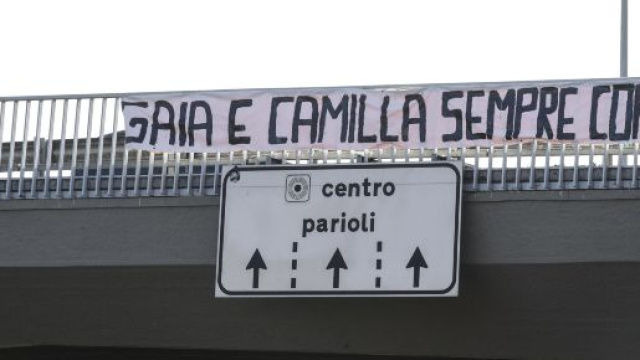 GAIA E CAMILLA SEMPRE CO
centro
parioli